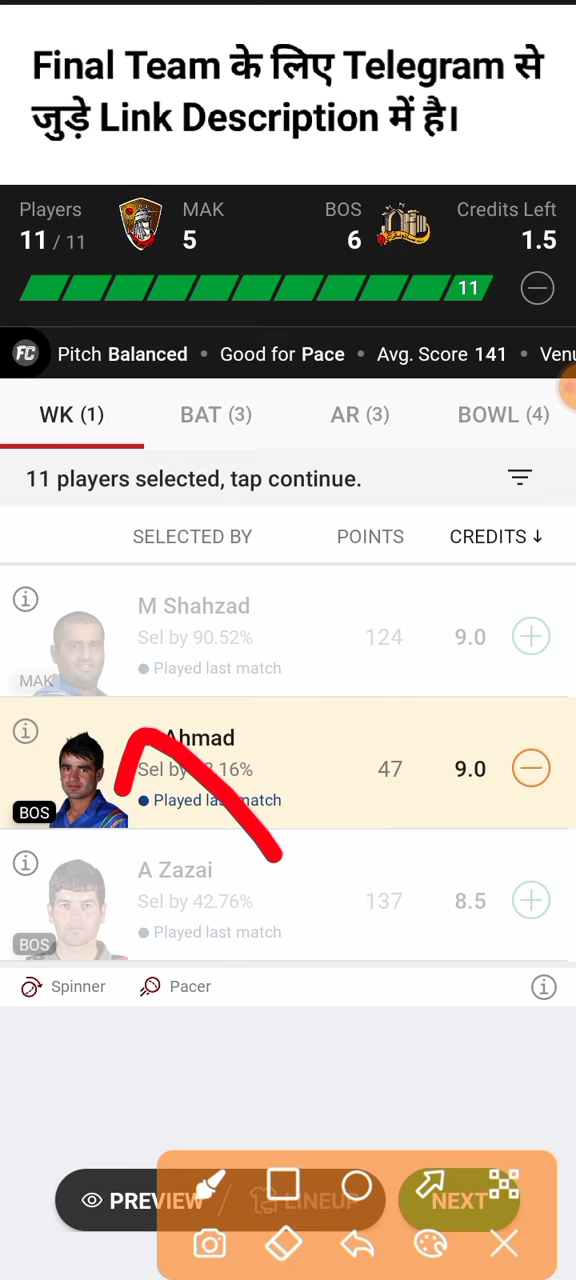 Final Team के लिए Telegram से
जुड़े Link Description में है।
Players MAK BOS Credits Left
11 / 11 5 6 1.5
11
FC Pitch Balanced • Good for Pace • Avg. Score 141 •
WK (1) BAT (3) AR (3) BOWL (4)
11 players selected, tap continue.
SELECTED BY POINTS CREDITS ↓
M Shahzad
Sel by 90.52% 124 9.0
MAK • Played last match
Ahmad
Sel by 47 9.0
BOS • Played last match
A Zazai
Sel by 42.76% 137 8.5
BOS • Played last match
Spinner Pacer
PREVIEW / LINEUP NEXT